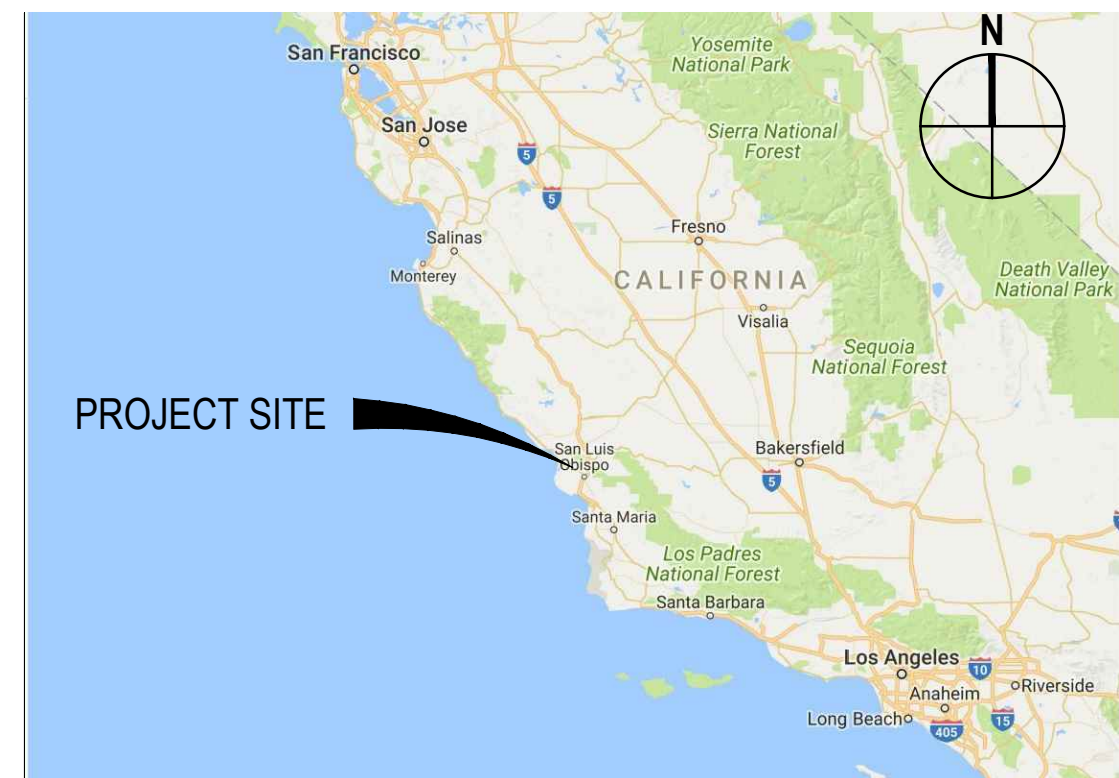 N
San Francisco
Yosemite
National Park
San Jose
Sierra National
Forest
5
5
Fresno
Salinas
Monterey
CALIFORNIA
Death Valley
National Park
Visalia
Sequoia
National Forest
PROJECT SITE
San Luis
Obispo
Bakersfield
5
Santa Maria
Los Padres
National Forest
Santa Barbara
Los Angeles
10
Anaheim
Riverside
Long Beach
405
15